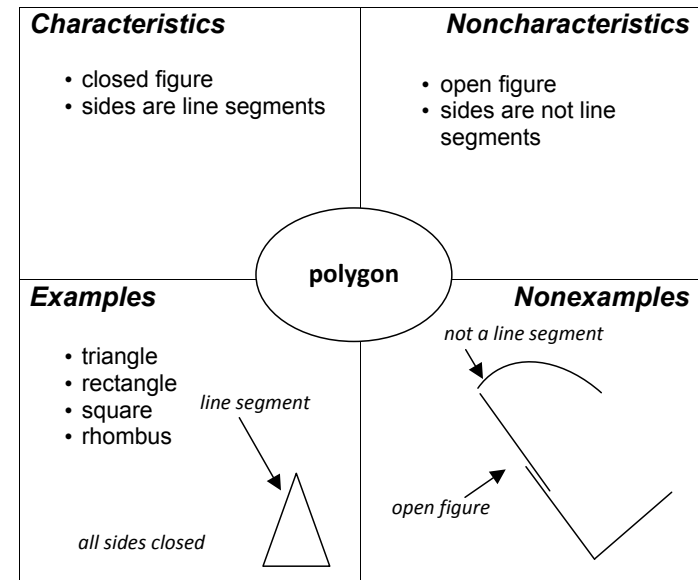 Characteristics
• closed figure
• sides are line segments
Noncharacteristics
• open figure
• sides are not line
segments
polygon
Examples
• triangle
• rectangle
• square
• rhombus
line segment
all sides closed
Nonexamples
not a line segment
open figure